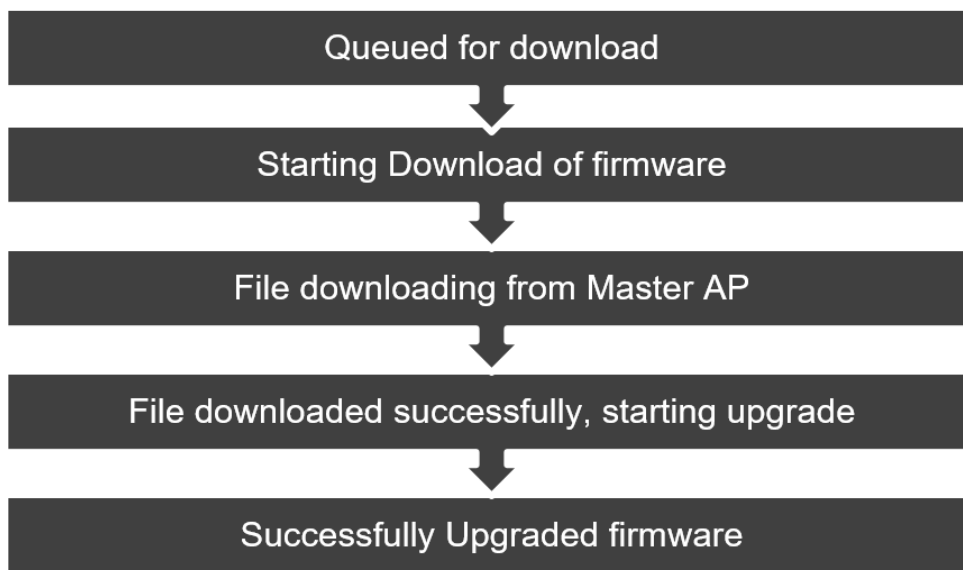 Queued for download
Starting Download of firmware
File downloading from Master AP
File downloaded successfully, starting upgrade
Successfully Upgraded firmware